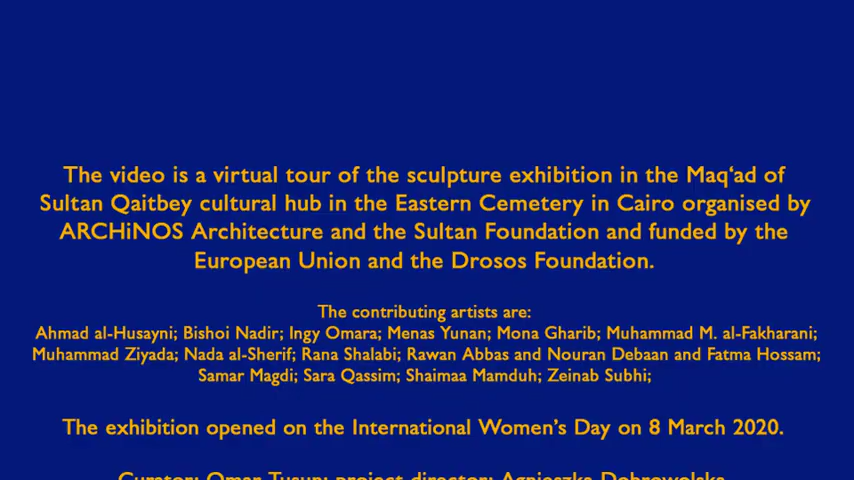 The video is a virtual tour of the sculpture exhibition in the Maq‘ad of
Sultan Qaitbey cultural hub in the Eastern Cemetery in Cairo organised by
ARCHiNOS Architecture and the Sultan Foundation and funded by the
European Union and the Drosos Foundation.
The contributing artists are:
Ahmad al-Husayni; Bishoi Nadir; Ingy Omara; Menas Yunan; Mona Gharib; Muhammad M. al-Fakharani;
Muhammad Ziyada; Nada al-Sherif; Rana Shalabi; Rawan Abbas and Nouran Debaan and Fatma Hossam;
Samar Magdi; Sara Qassim; Shaimaa Mamduh; Zeinab Subhi;
The exhibition opened on the International Women’s Day on 8 March 2020.
Curator: Omar Tusun; project director: Agnieszka Dobrowolska